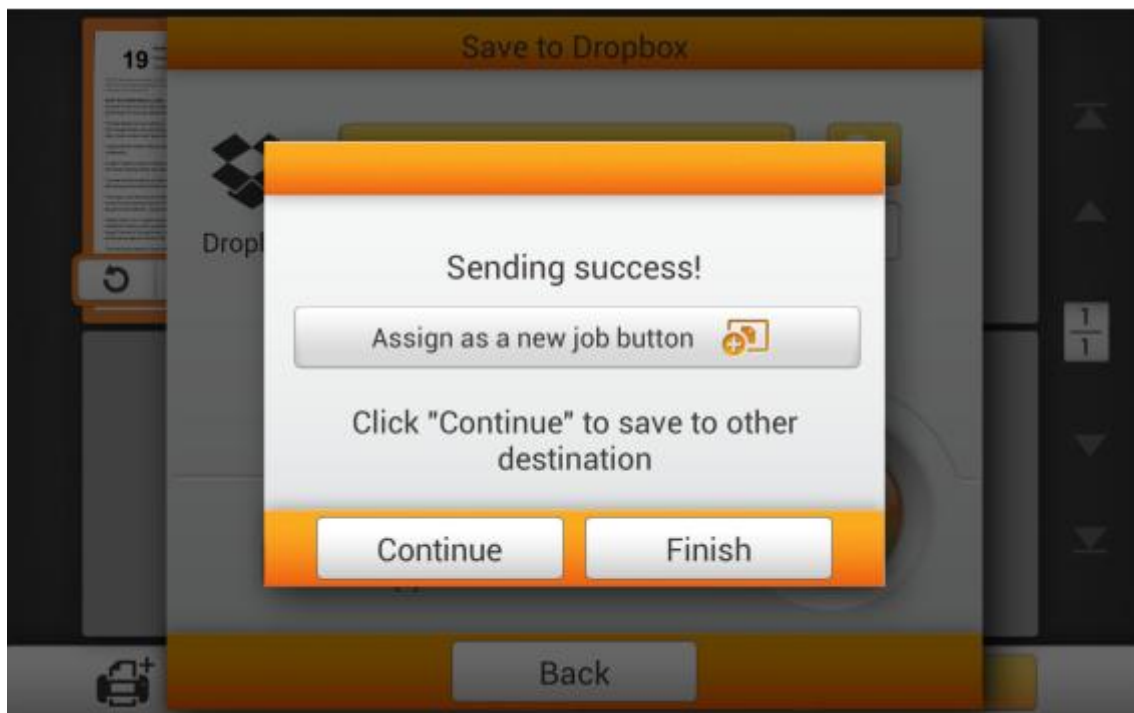 19
Save to Dropbox
Sending success!
Assign as a new job button
Click "Continue" to save to other
destination
1
1
Continue
Finish
Back